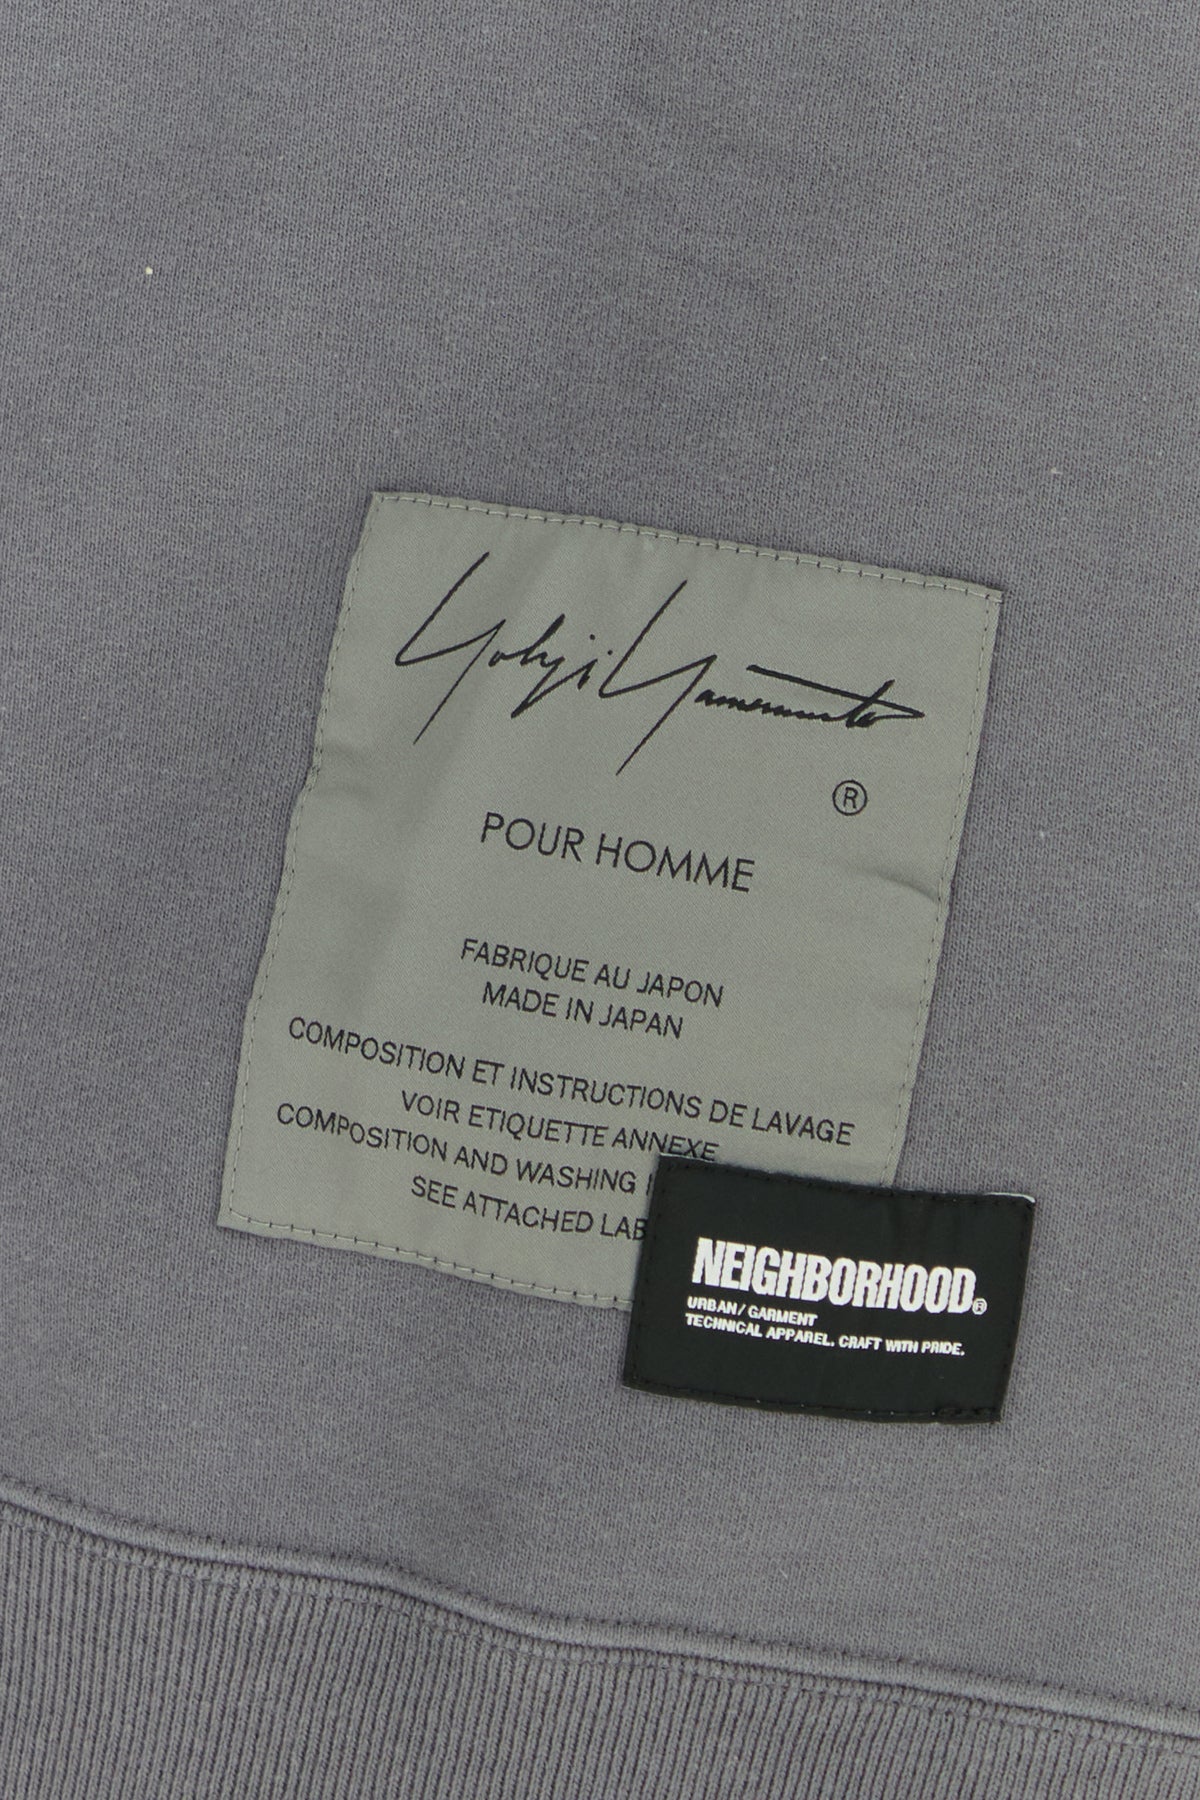 Yohji Yamamoto
®
POUR HOMME
FABRIQUE AU JAPON
MADE IN JAPAN
COMPOSITION ET INSTRUCTIONS DE LAVAGE
VOIR ETIQUETTE ANNEXE
COMPOSITION AND WASHING
SEE ATTACHED LAB
NEIGHBORHOOD®
URBAN/GARMENT
TECHNICAL APPAREL. CRAFT WITH PRIDE.